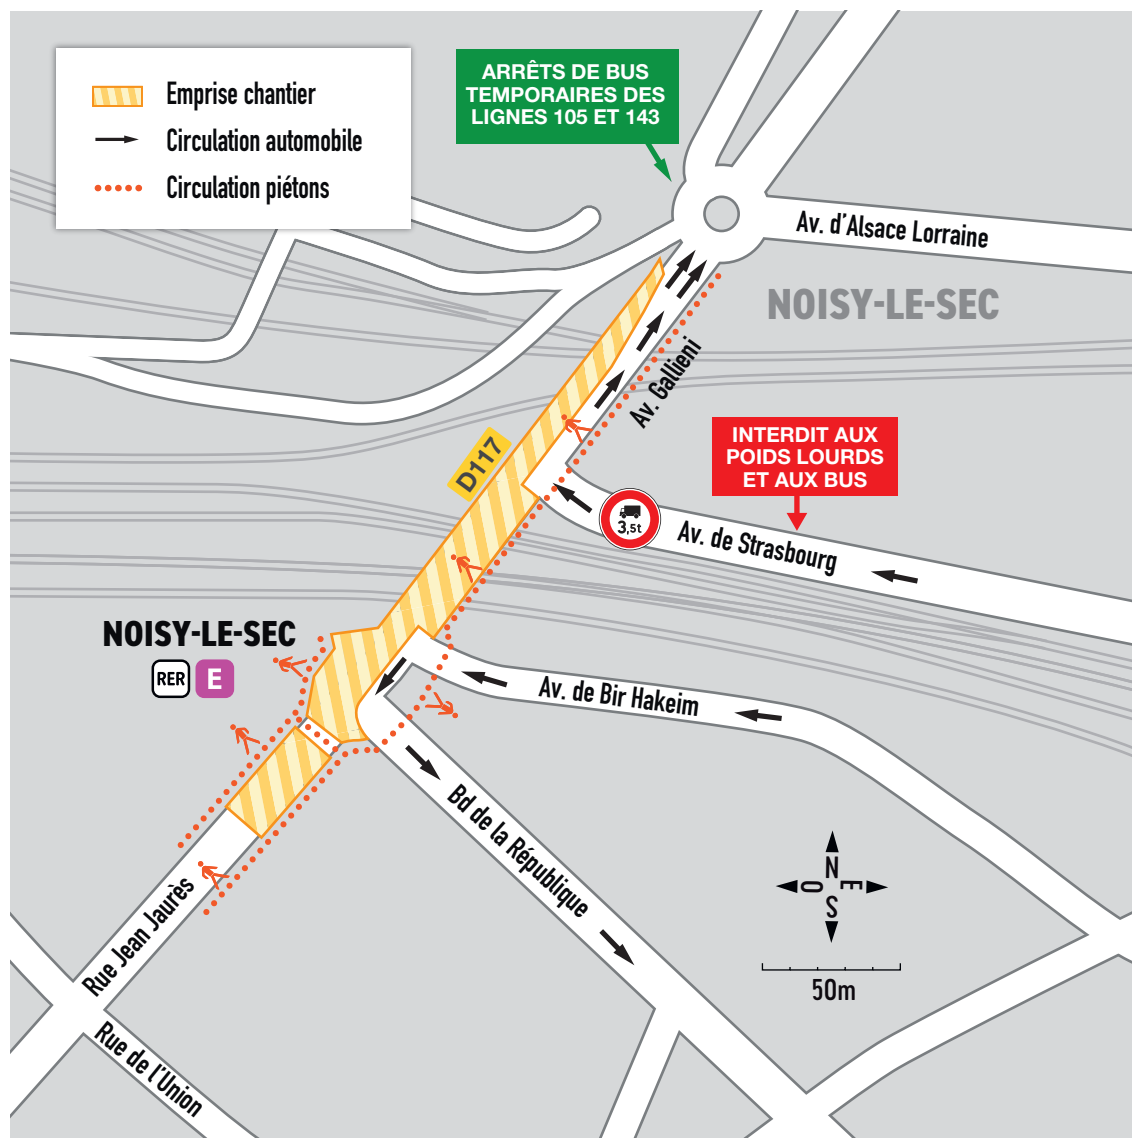 ARRÊTS DE BUS
TEMPORAIRES DES
LIGNES 105 ET 143
Emprise chantier
Circulation automobile
Circulation piétons
Av. d'Alsace Lorraine
NOISY-LE-SEC
Av. Gallieni
D117
INTERDIT AUX
POIDS LOURDS
ET AUX BUS
3,5t
Av. de Strasbourg
NOISY-LE-SEC
RER E
Av. de Bir Hakeim
Bd de la République
N
O E
S
50m
Rue Jean Jaurès
Rue de l'Union